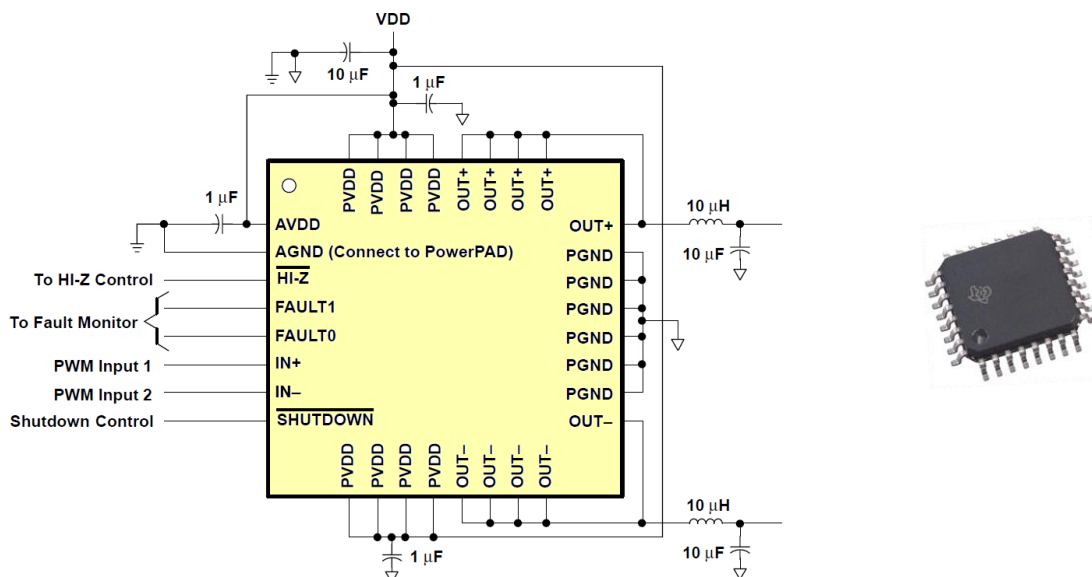 VDD
10 µF
1 µF
PVDD PVDD PVDD PVDD OUT+ OUT+ OUT+ OUT+
1 µF
AVDD
AGND (Connect to PowerPAD)
To HI-Z Control
HI-Z
FAULT1
To Fault Monitor
FAULT0
PWM Input 1
IN+
PWM Input 2
IN–
Shutdown Control
SHUTDOWN
OUT+
PGND
PGND
PGND
PGND
PGND
PGND
OUT–
10 µH
10 µF
PVDD PVDD PVDD PVDD OUT– OUT– OUT– OUT–
1 µF
10 µH
10 µF